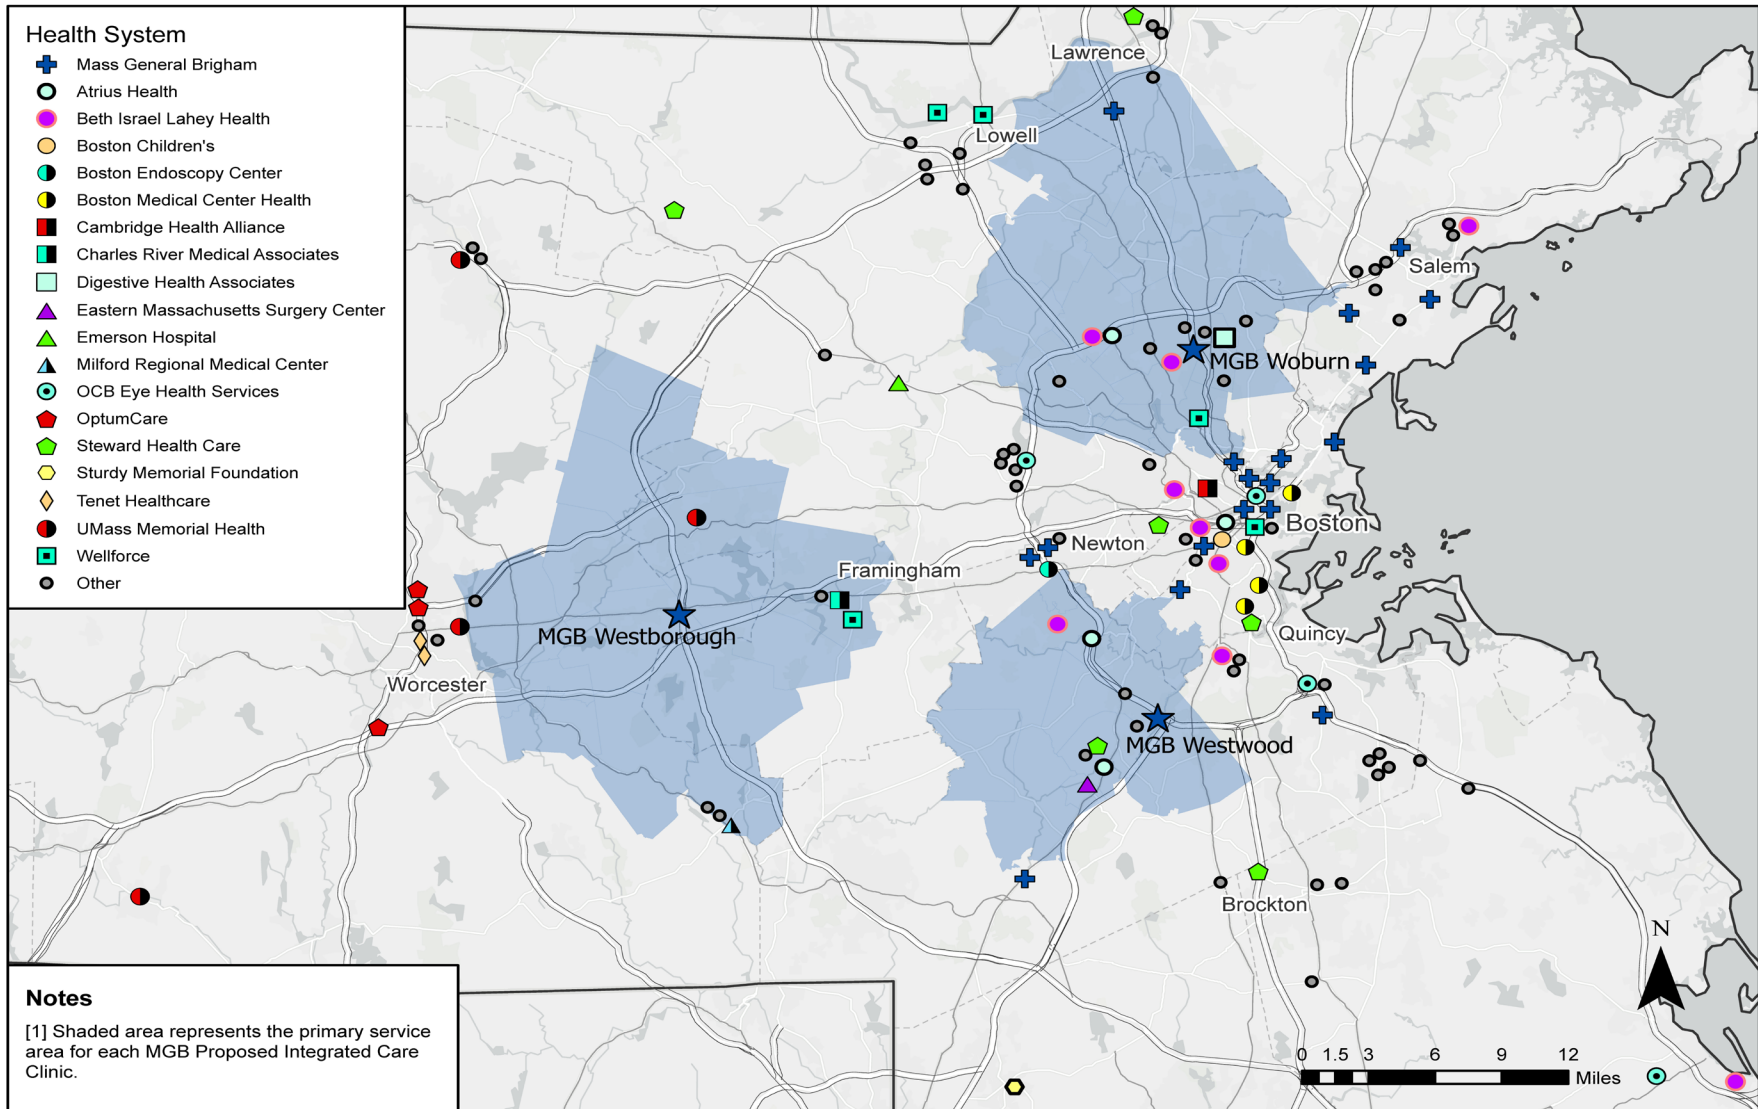 Health System
Mass General Brigham
Atrius Health
Beth Israel Lahey Health
Boston Children's
Boston Endoscopy Center
Boston Medical Center Health
Cambridge Health Alliance
Charles River Medical Associates
Digestive Health Associates
Eastern Massachusetts Surgery Center
Emerson Hospital
Milford Regional Medical Center
OCB Eye Health Services
OptumCare
Steward Health Care
Sturdy Memorial Foundation
Tenet Healthcare
UMass Memorial Health
Wellforce
Other
Lawrence
Lowell
Salem
MGB Woburn
Boston
Newton
Framingham
MGB Westborough
Quincy
Worcester
MGB Westwood
Brockton
N
Notes
[1] Shaded area represents the primary service
area for each MGB Proposed Integrated Care
Clinic.
0 1.5 3 6 9 12
Miles